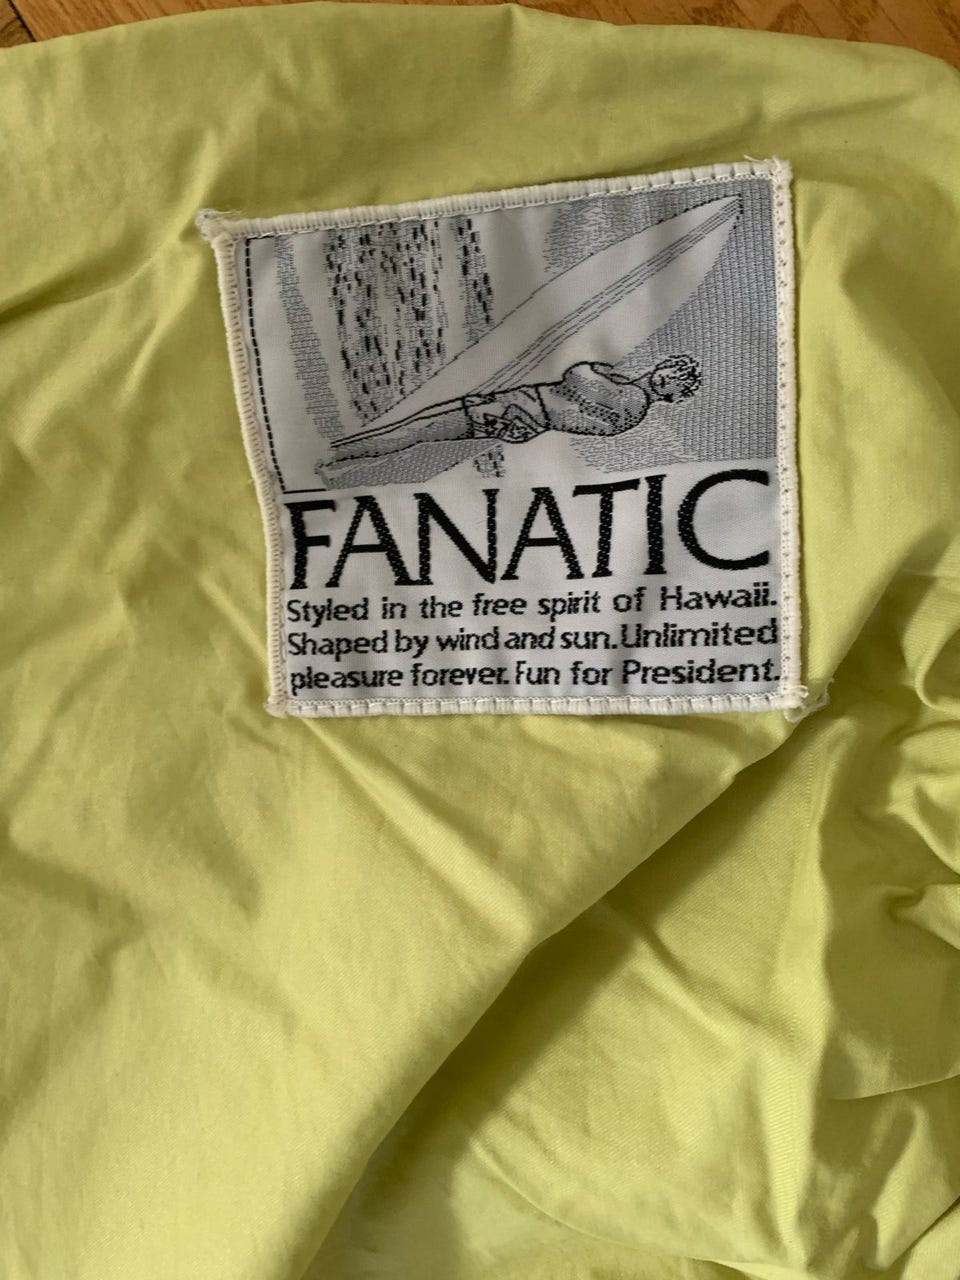 FANATIC
Styled in the free spirit of Hawaii.
Shaped by wind and sun. Unlimited
pleasure forever. Fun for President.